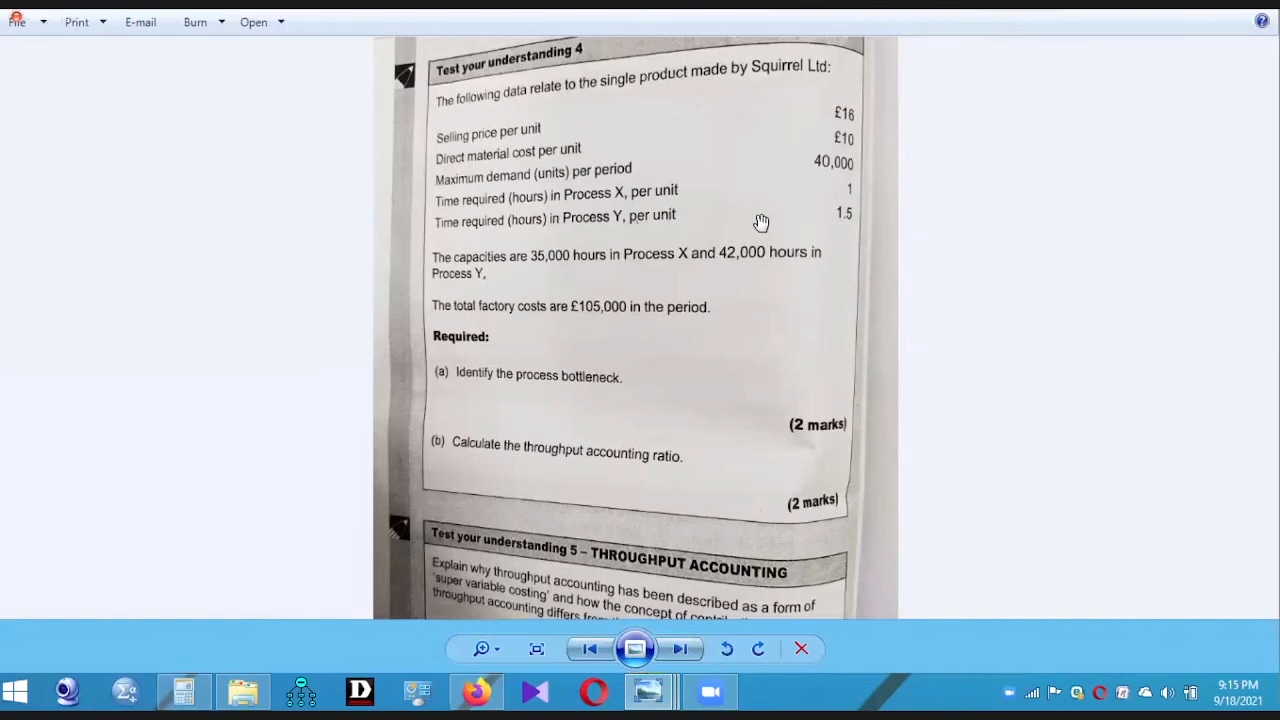 File Print E-mail Burn Open
Test your understanding 4
The following data relate to the single product made by Squirrel Ltd:
Selling price per unit £16
Direct material cost per unit £10
Maximum demand (units) per period 40,000
Time required (hours) in Process X, per unit 1
Time required (hours) in Process Y, per unit 1.5
The capacities are 35,000 hours in Process X and 42,000 hours in
Process Y,
The total factory costs are £105,000 in the period.
Required:
(a) Identify the process bottleneck.
(2 marks)
(b) Calculate the throughput accounting ratio.
(2 marks)
Test your understanding 5 – THROUGHPUT ACCOUNTING
Explain why throughput accounting has been described as a form of
'super variable costing' and how the concept of
throughput accounting differs
D
9:15 PM
9/18/2021